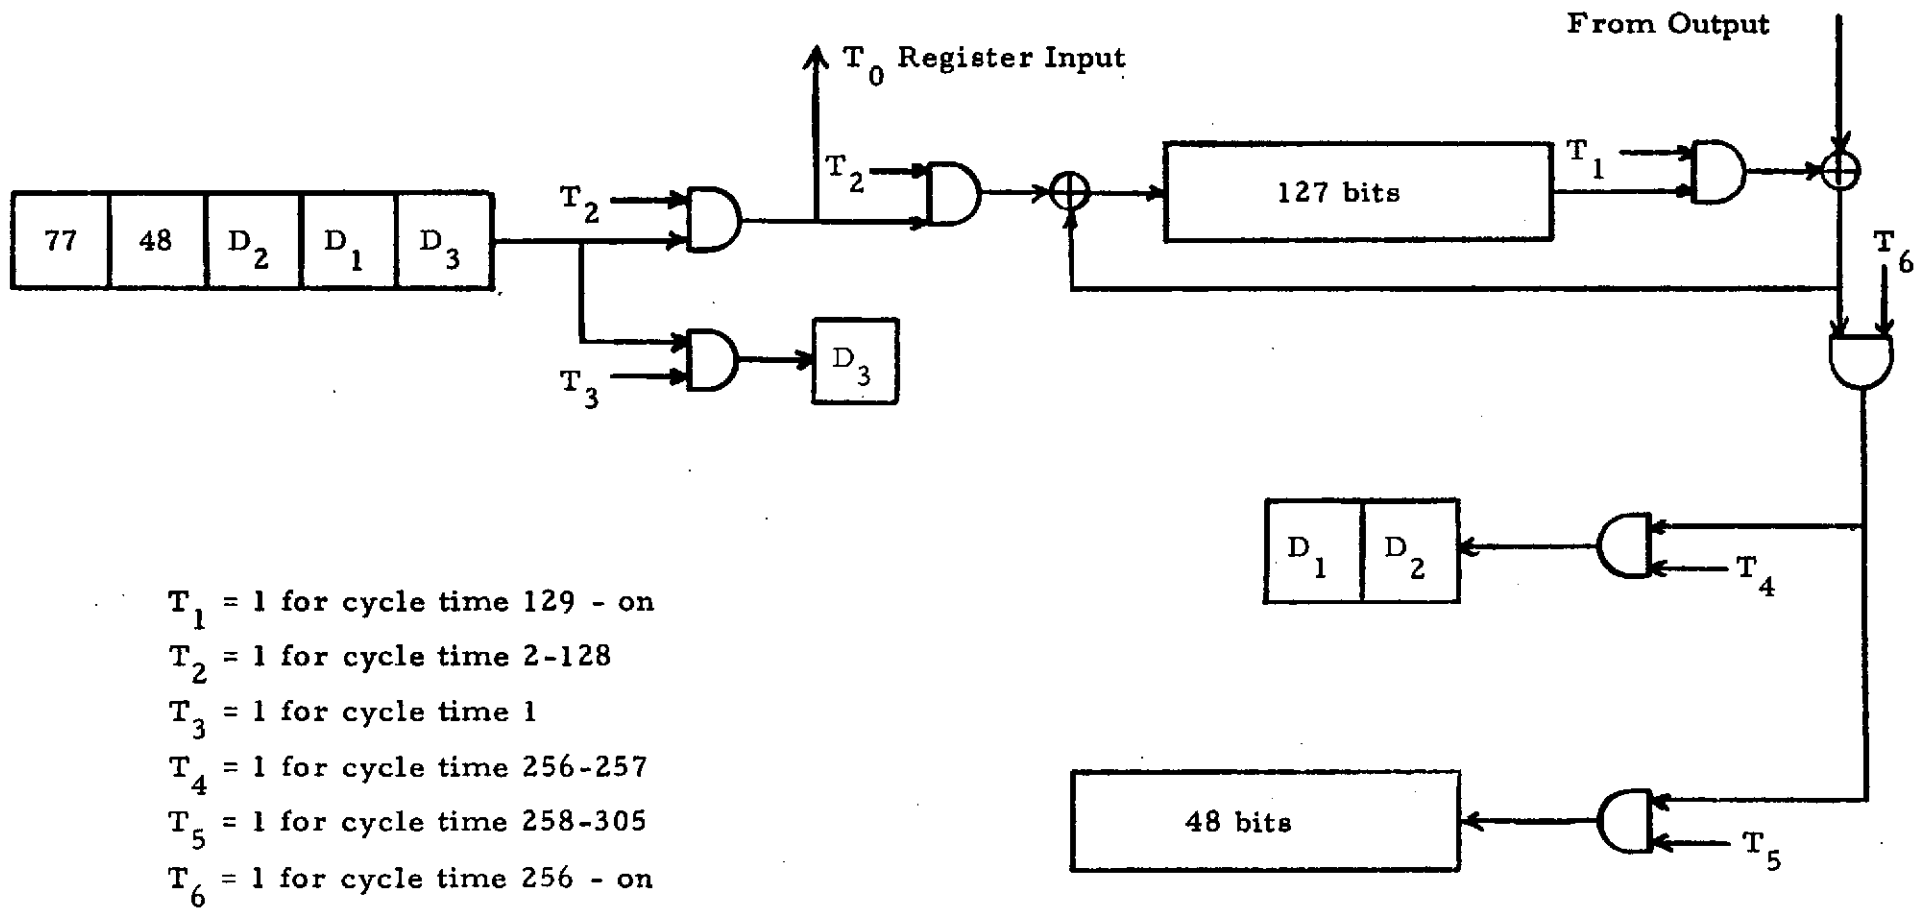 From Output
T0 Register Input
T2
T1
127 bits
T2
77 48 D2 D1 D3
T6
T3
D3
D1 D2
T4
T1 = 1 for cycle time 129 - on
T2 = 1 for cycle time 2-128
T3 = 1 for cycle time 1
T4 = 1 for cycle time 256-257
T5 = 1 for cycle time 258-305
T6 = 1 for cycle time 256 - on
48 bits
T5